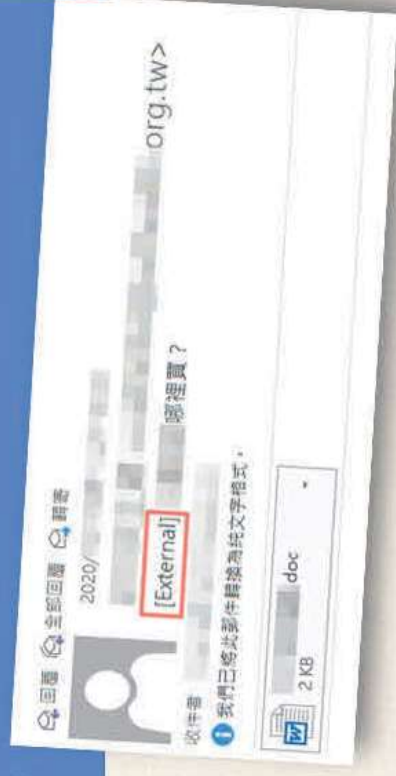 回覆 全部回覆 轉寄
2020/
org.tw>
[External] 哪裡買？
收件者
我們已將此郵件轉換為純文字格式。
doc
2 KB